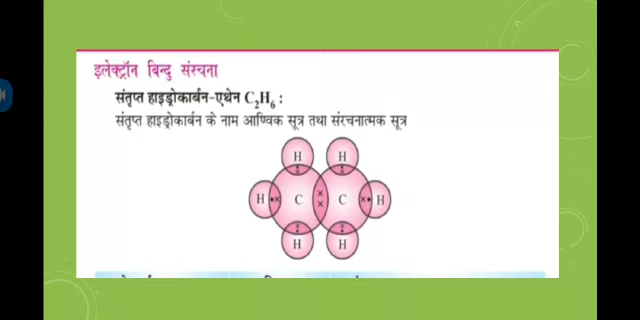 इलेक्ट्रॉन बिन्दु संरचना
संतृप्त हाइड्रोकार्बन-एथेन C₂H₆ :
संतृप्त हाइड्रोकार्बन के नाम आण्विक सूत्र तथा संरचनात्मक सूत्र
H H
H C C H
H H